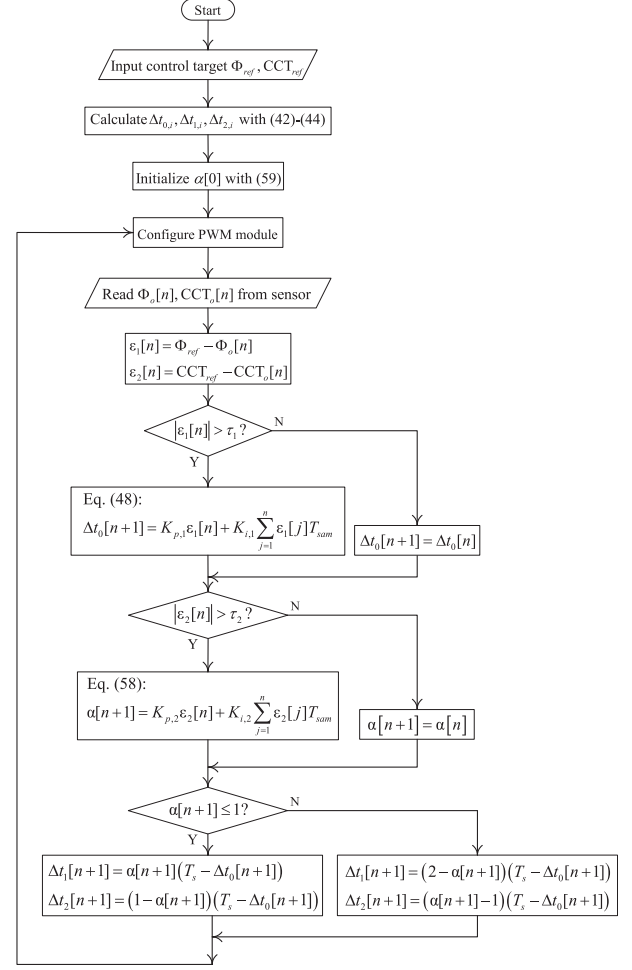 Start
Input control target Φ_ref, CCT_ref
Calculate Δt_{0,i}, Δt_{1,i}, Δt_{2,i} with (42)-(44)
Initialize α[0] with (59)
Configure PWM module
Read Φ_o[n], CCT_o[n] from sensor
ε_1[n] = Φ_ref − Φ_o[n]
ε_2[n] = CCT_ref − CCT_o[n]
|ε_1[n]| > τ_1 ?
N
Y
Eq. (48):
Δt_0[n+1] = K_{p,1}ε_1[n] + K_{i,1} ∑_{j=1}^{n} ε_1[j]T_sam
Δt_0[n+1] = Δt_0[n]
|ε_2[n]| > τ_2 ?
N
Y
Eq. (58):
α[n+1] = K_{p,2}ε_2[n] + K_{i,2} ∑_{j=1}^{n} ε_2[j]T_sam
α[n+1] = α[n]
α[n+1] ≤ 1?
N
Y
Δt_1[n+1] = α[n+1](T_s − Δt_0[n+1])
Δt_2[n+1] = (1−α[n+1])(T_s − Δt_0[n+1])
Δt_1[n+1] = (2−α[n+1])(T_s − Δt_0[n+1])
Δt_2[n+1] = (α[n+1]−1)(T_s − Δt_0[n+1])